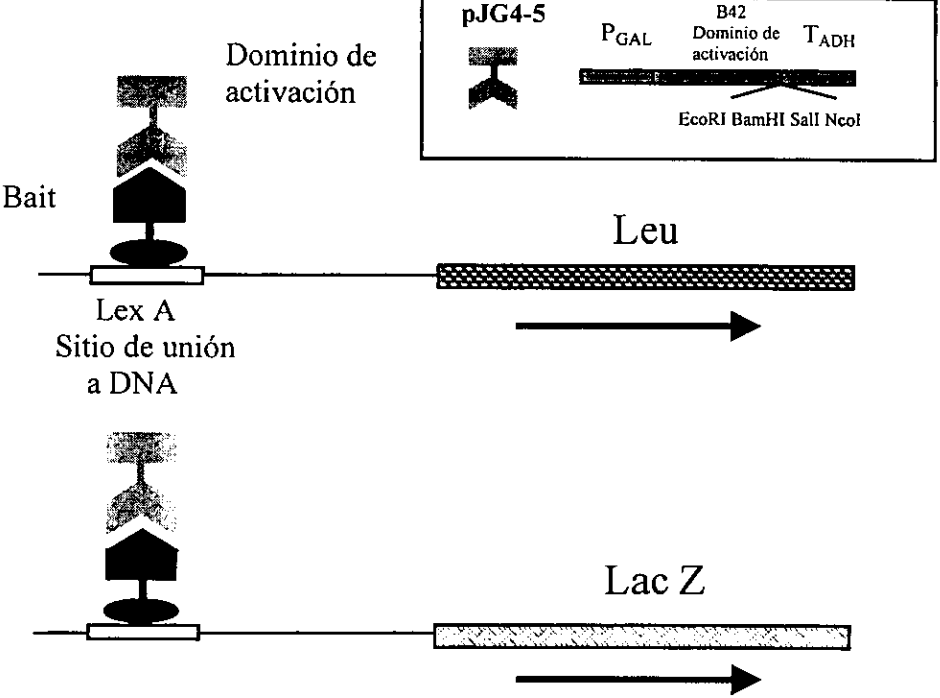 pJG4-5
P_GAL
B42
Dominio de
activación
T_ADH
EcoRI BamHI SalI NcoI
Dominio de
activación
Bait
Leu
Lex A
Sitio de unión
a DNA
Lac Z